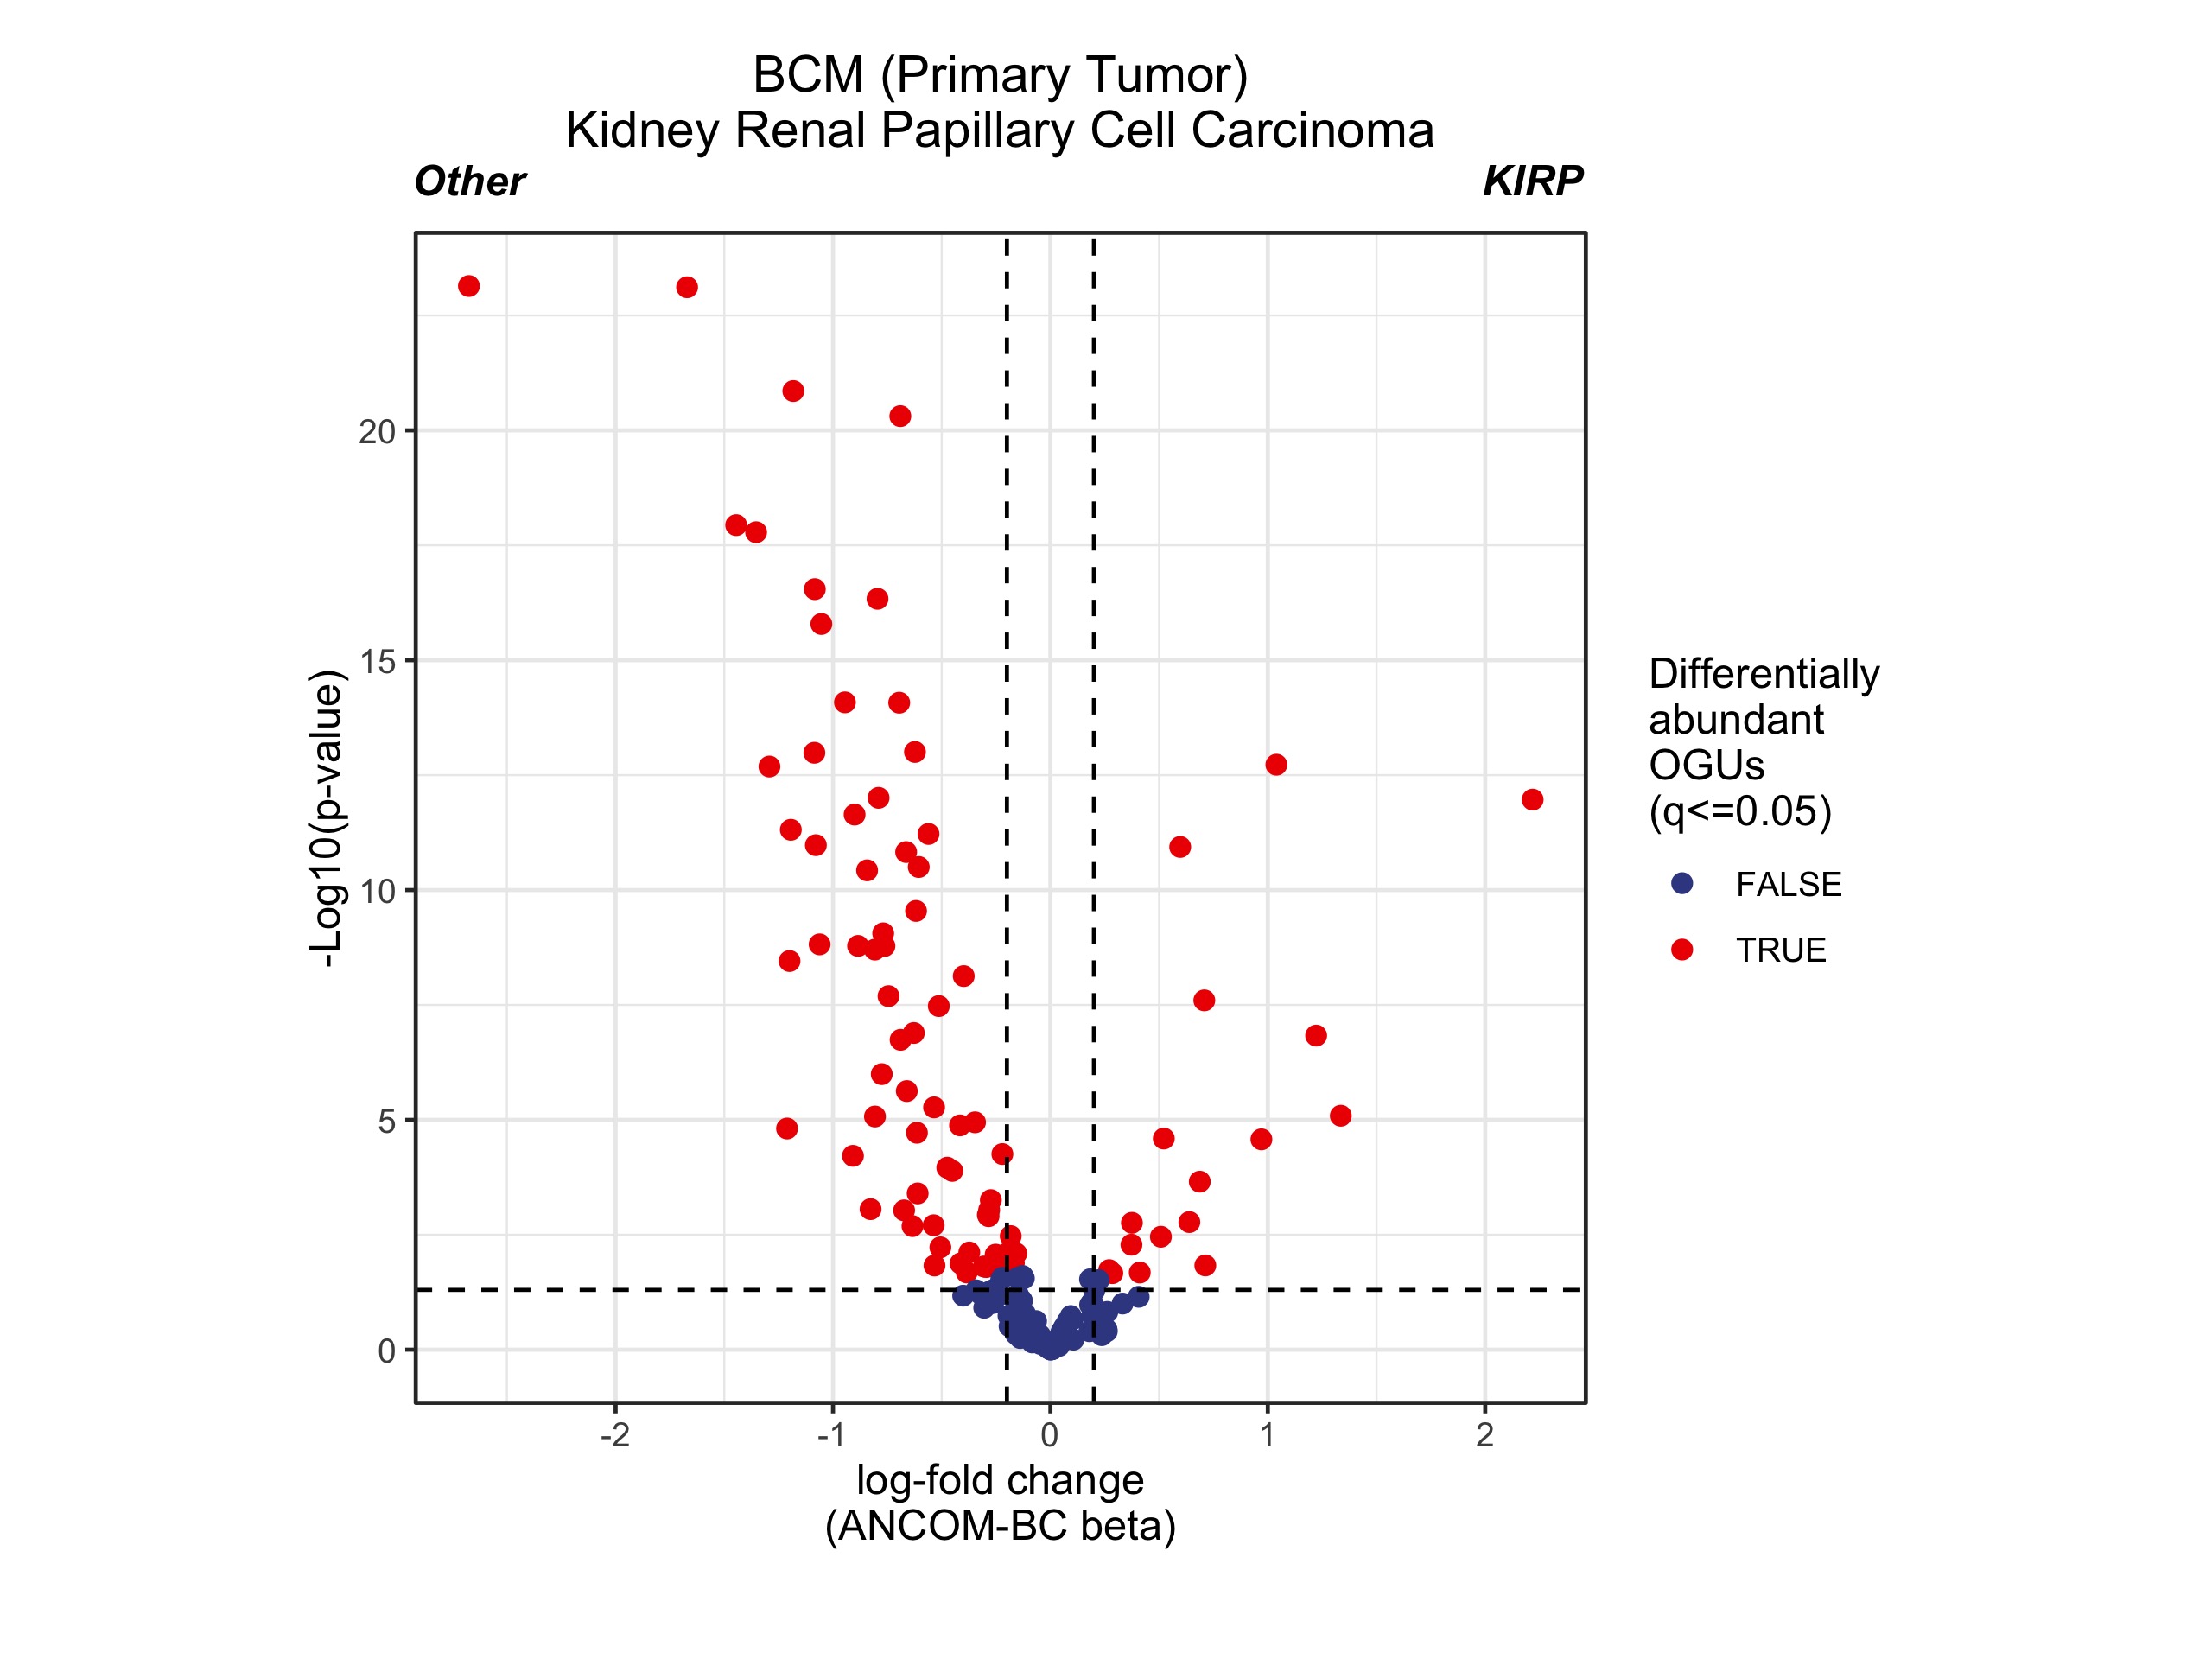 BCM (Primary Tumor)
Kidney Renal Papillary Cell Carcinoma
Other
KIRP
-Log10(p-value)
20
15
10
5
0
-2
-1
0
1
2
log-fold change
(ANCOM-BC beta)
Differentially
abundant
OGUs
(q<=0.05)
FALSE
TRUE